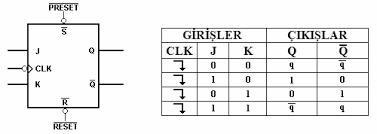 PRESET
S̅
J Q
CLK
K Q̅
R̅
RESET
GİRİŞLER ÇIKIŞLAR
CLK J K Q Q̅
0 0 q q̅
1 0 1 0
0 1 0 1
1 1 q̅ q